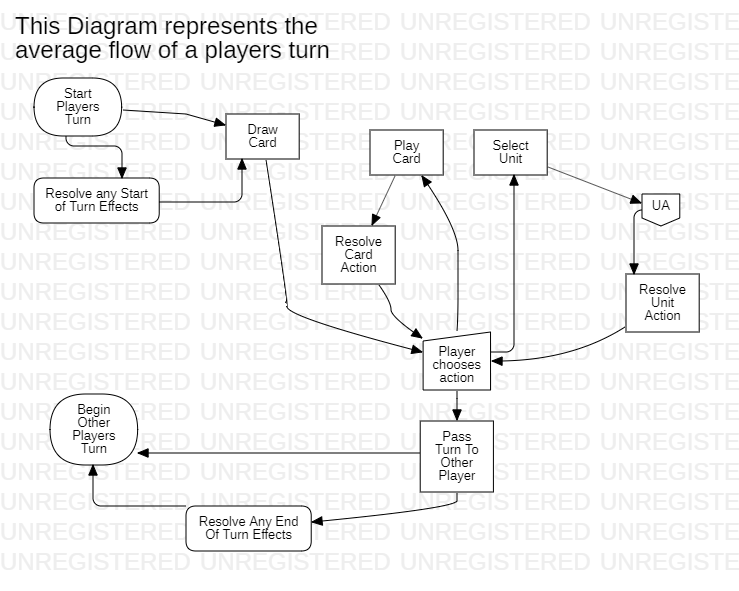 This Diagram represents the
average flow of a players turn
Start
Players
Turn
Draw
Card
Play
Card
Select
Unit
Resolve any Start
of Turn Effects
UA
Resolve
Card
Action
Resolve
Unit
Action
Player
chooses
action
Begin
Other
Players
Turn
Pass
Turn To
Other
Player
Resolve Any End
Of Turn Effects
UNREGISTERED UNREGISTERED UNREGISTERED UNREGISTE